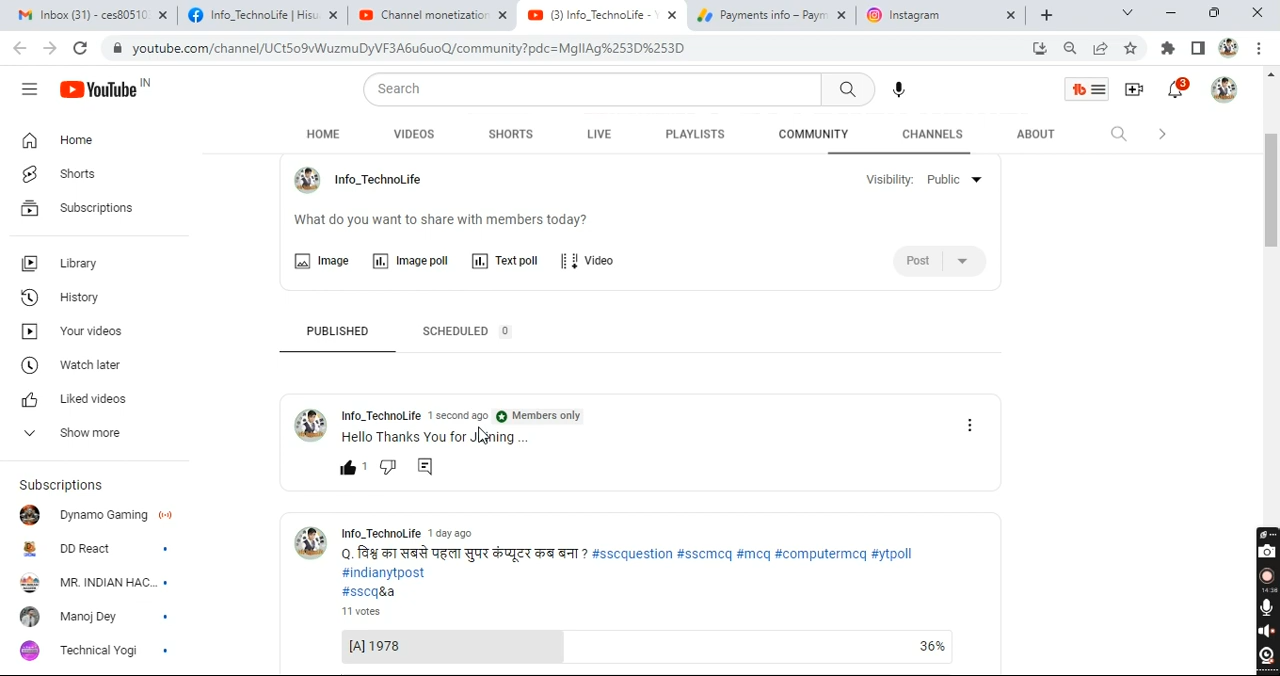 Inbox (31) - ces80510
Info_TechnoLife | Hisu
Channel monetization
(3) Info_TechnoLife -
Payments info – Paym
Instagram
youtube.com/channel/UCt5o9vWuzmuDyVF3A6u6uoQ/community?pdc=MgIIAg%253D%253D
YouTube IN
Search
3
HOME VIDEOS SHORTS LIVE PLAYLISTS COMMUNITY CHANNELS ABOUT
Home
Shorts
Subscriptions
Library
History
Your videos
Watch later
Liked videos
Show more
Subscriptions
Dynamo Gaming
DD React
MR. INDIAN HAC...
Manoj Dey
Technical Yogi
Info_TechnoLife
Visibility: Public
What do you want to share with members today?
Image Image poll Text poll Video
Post
PUBLISHED SCHEDULED 0
Info_TechnoLife 1 second ago Members only
Hello Thanks You for Joining ...
1
Info_TechnoLife 1 day ago
Q. विश्व का सबसे पहला सुपर कंप्यूटर कब बना ? #sscquestion #sscmcq #mcq #computermcq #ytpoll
#indianytpost
#sscq&a
11 votes
[A] 1978 36%
14:38